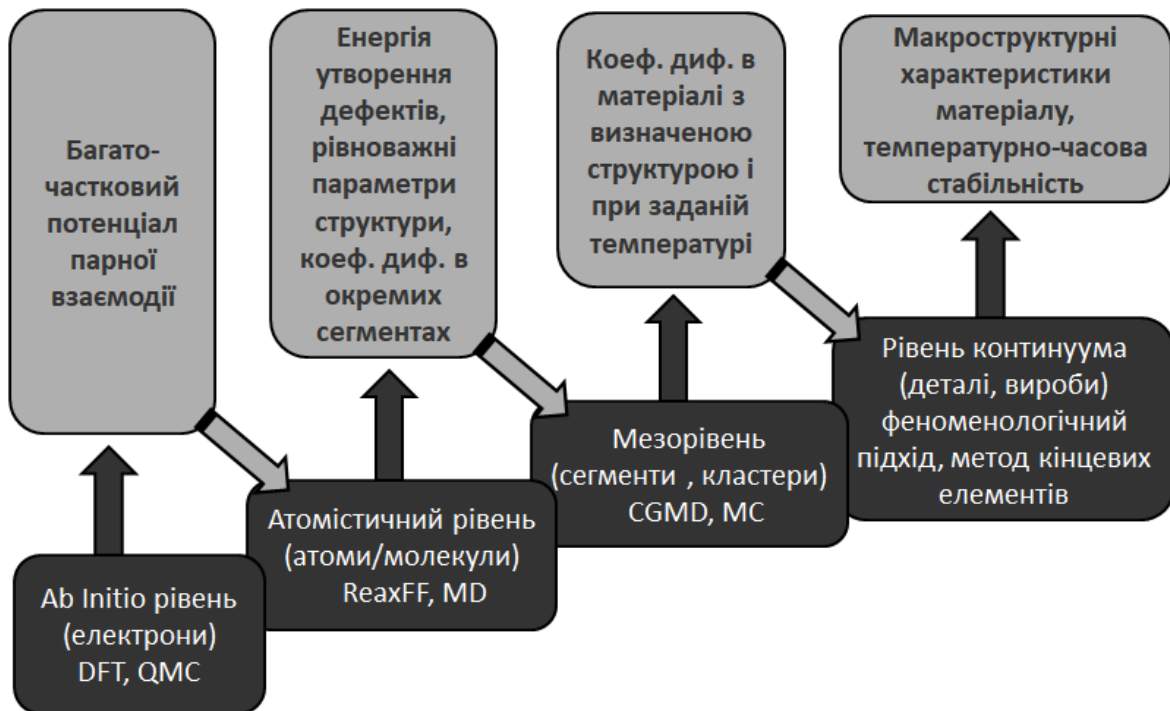 Багато-
частковий
потенціал
парної
взаємодії
Енергія
утворення
дефектів,
рівноважні
параметри
структури,
коеф. диф. в
окремих
сегментах
Коеф. диф. в
матеріалі з
визначеною
структурою і
при заданій
температурі
Макроструктурні
характеристики
матеріалу,
температурно-часова
стабільність
Ab Initio рівень
(електрони)
DFT, QMC
Атомістичний рівень
(атоми/молекули)
ReaxFF, MD
Мезорівень
(сегменти , кластери)
CGMD, MC
Рівень континуума
(деталі, вироби)
феноменологічний
підхід, метод кінцевих
елементів